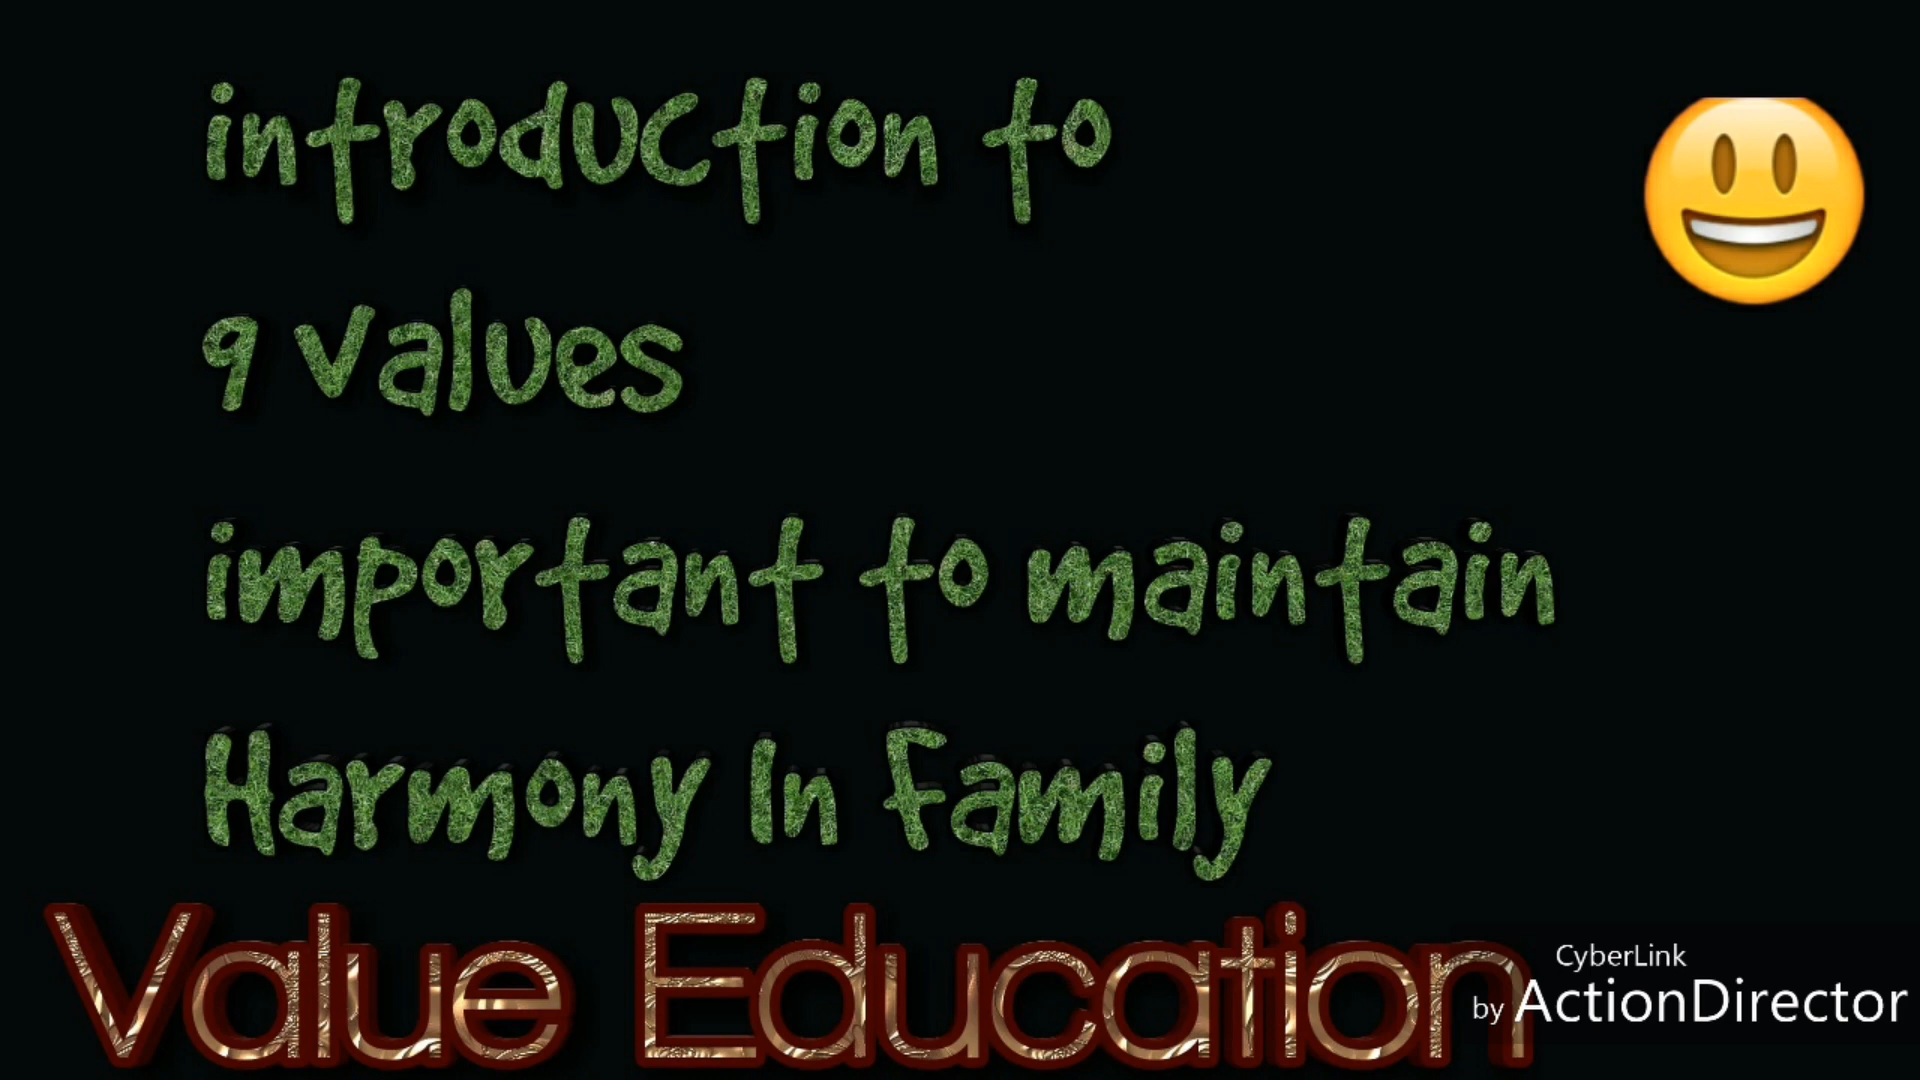 introduction to
9 values
important to maintain
Harmony In Family
Value Education
CyberLink
by ActionDirector